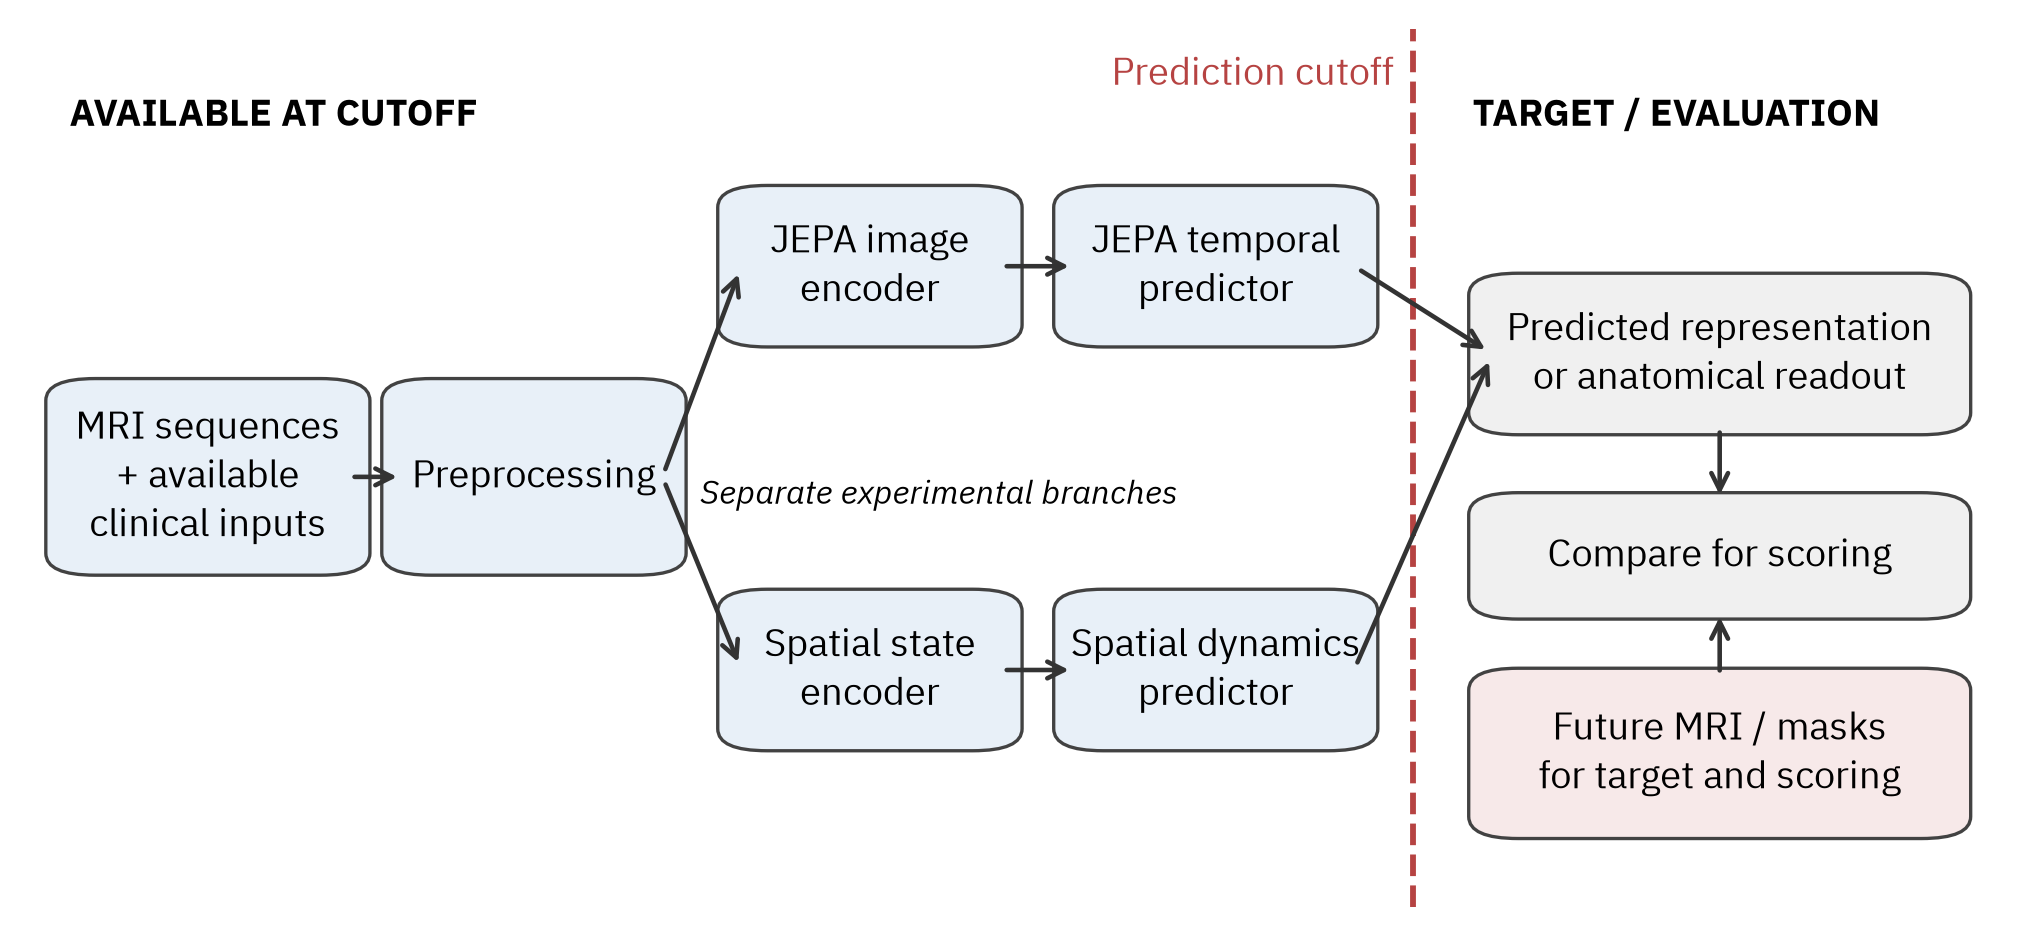 Prediction cutoff
AVAILABLE AT CUTOFF
TARGET / EVALUATION
MRI sequences
+ available
clinical inputs
Preprocessing
JEPA image
encoder
JEPA temporal
predictor
Separate experimental branches
Spatial state
encoder
Spatial dynamics
predictor
Predicted representation
or anatomical readout
Compare for scoring
Future MRI / masks
for target and scoring